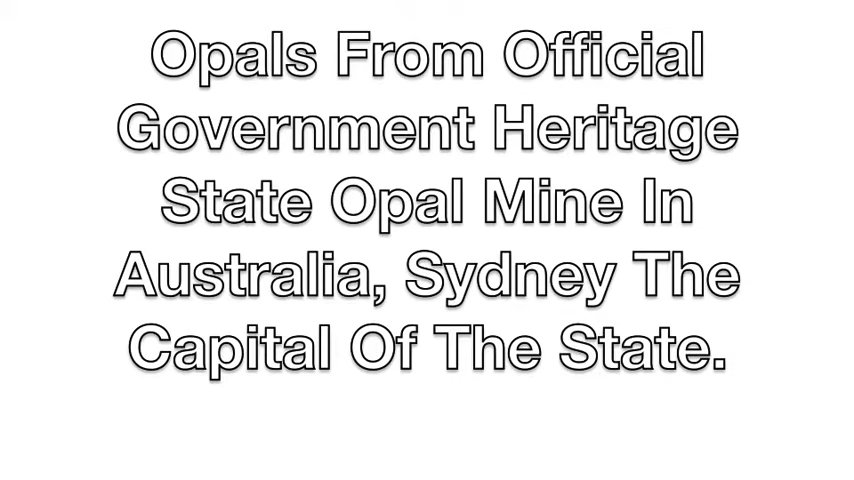 Opals From Official
Government Heritage
State Opal Mine In
Australia, Sydney The
Capital Of The State.